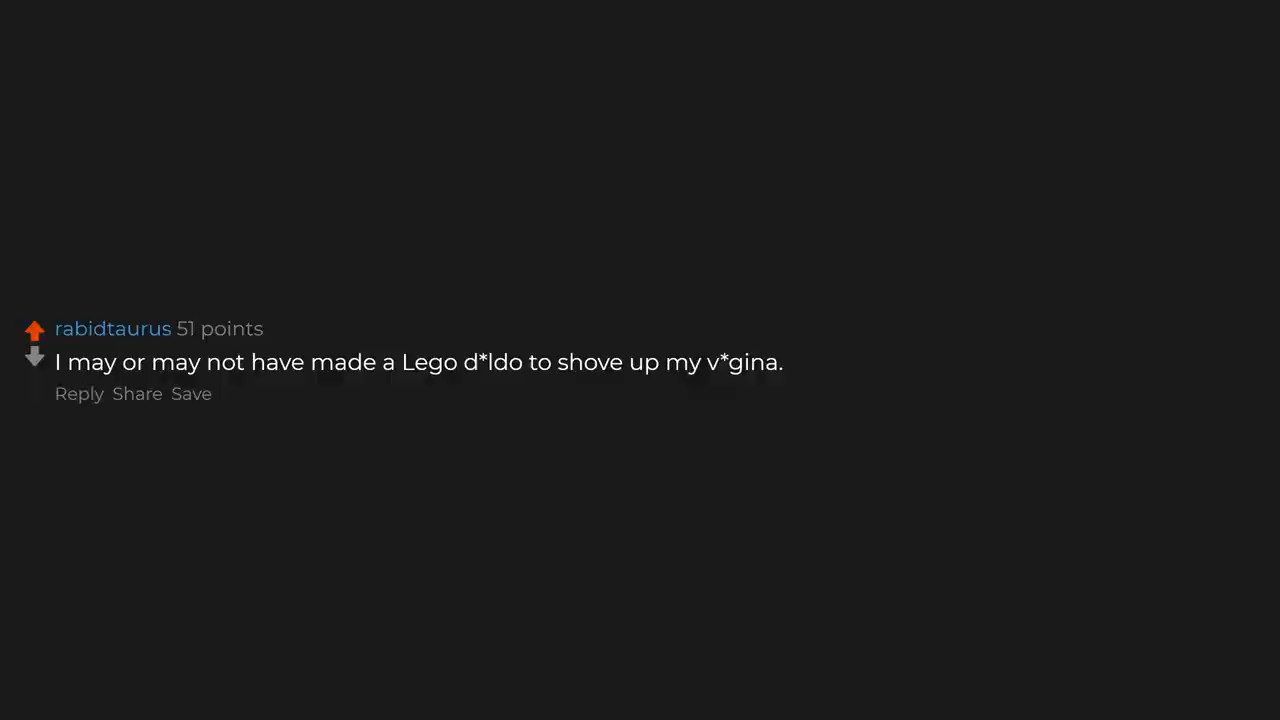 rabidtaurus 51 points
I may or may not have made a Lego d*ldo to shove up my v*gina.
Reply Share Save